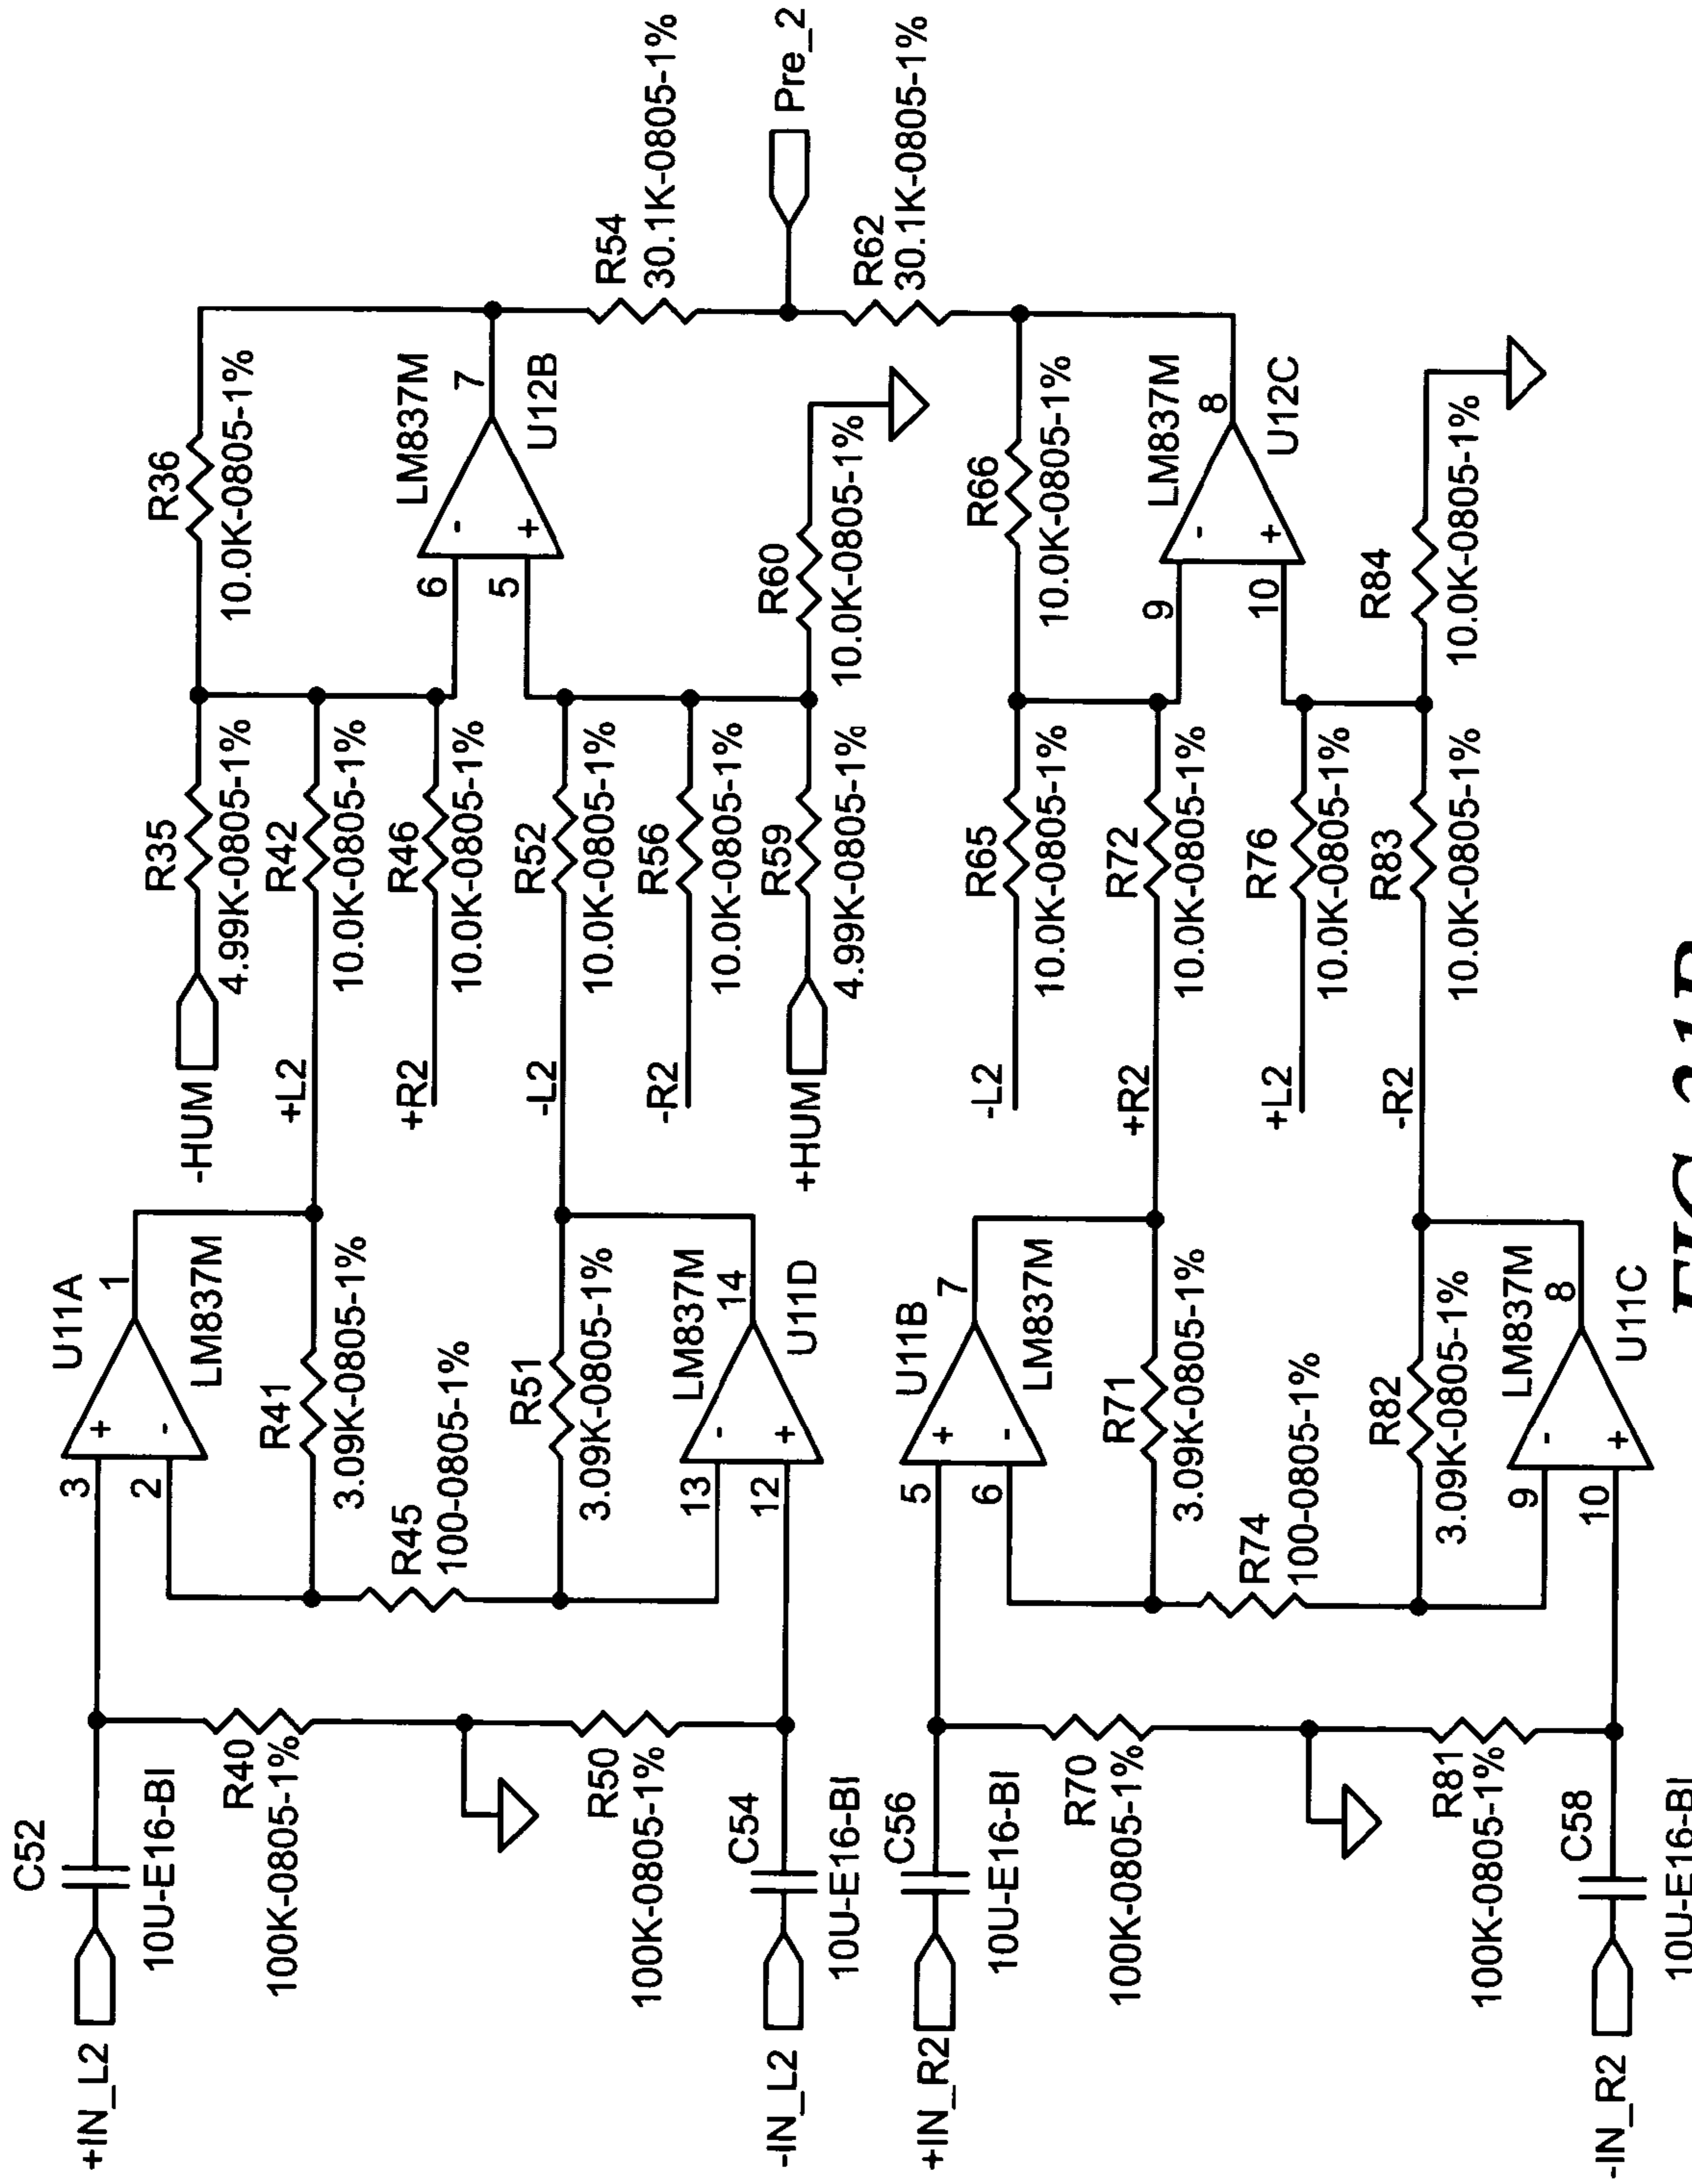 C52
+IN_L2
10U-E16-BI
R40
100K-0805-1%
R50
100K-0805-1%
C54
-IN_L2
10U-E16-BI
U11A
3
2
1
+
-
LM837M
R41
3.09K-0805-1%
R45
100-0805-1%
R51
3.09K-0805-1%
LM837M
13
12
14
-
+
U11D
-HUM
R35
4.99K-0805-1%
+L2
R42
10.0K-0805-1%
+R2
R46
10.0K-0805-1%
-L2
R52
10.0K-0805-1%
-R2
R56
10.0K-0805-1%
+HUM
R59
4.99K-0805-1%
R36
10.0K-0805-1%
LM837M
6
5
7
-
+
U12B
R60
10.0K-0805-1%
R54
30.1K-0805-1%
Pre_2
R62
30.1K-0805-1%
C56
+IN_R2
10U-E16-BI
R70
100K-0805-1%
R81
100K-0805-1%
C58
-IN_R2
10U-E16-BI
U11B
5
6
7
+
-
LM837M
R71
3.09K-0805-1%
R74
100-0805-1%
R82
3.09K-0805-1%
LM837M
9
10
8
-
+
U11C
-L2
R65
10.0K-0805-1%
+R2
R72
10.0K-0805-1%
+L2
R76
10.0K-0805-1%
-R2
R83
10.0K-0805-1%
R66
10.0K-0805-1%
LM837M
9
10
8
-
+
U12C
R84
10.0K-0805-1%